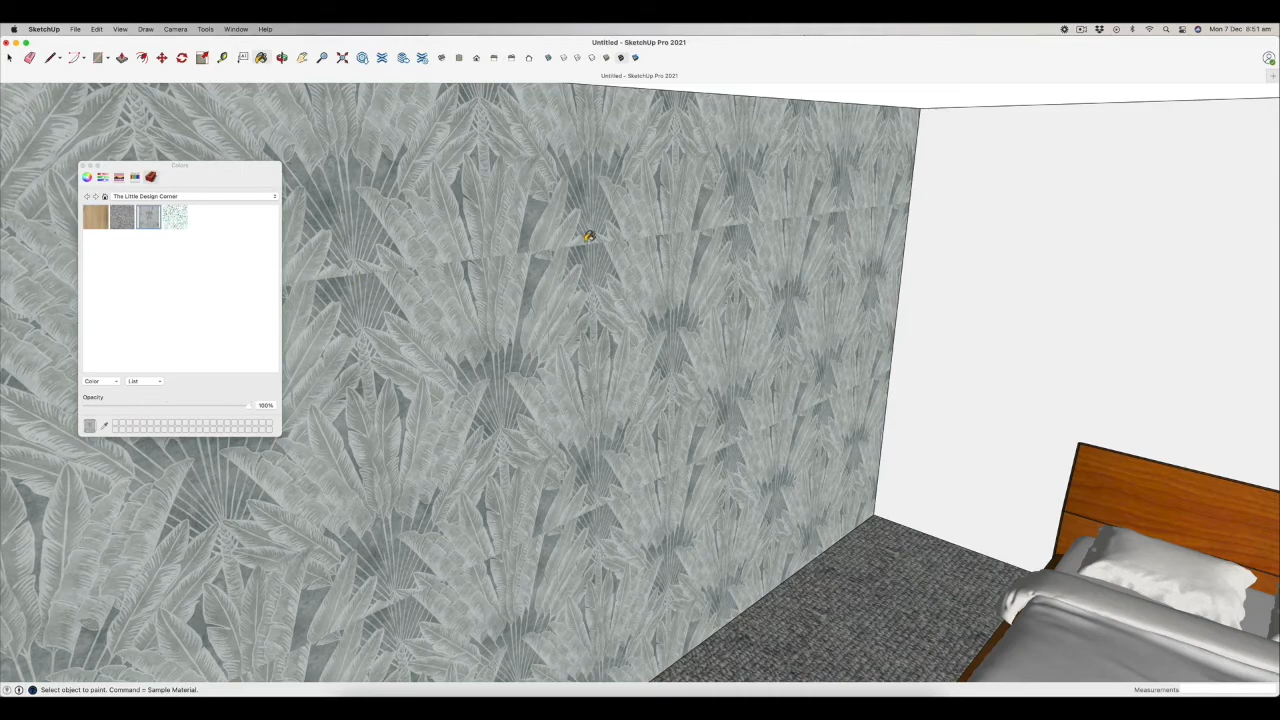 SketchUp File Edit View Draw Camera Tools Window Help Mon 7 Dec 8:51 am
Untitled - SketchUp Pro 2021
Untitled - SketchUp Pro 2021
Colors
The Little Design Corner
Color List
Opacity
100%
Select object to paint. Command = Sample Material.
Measurements